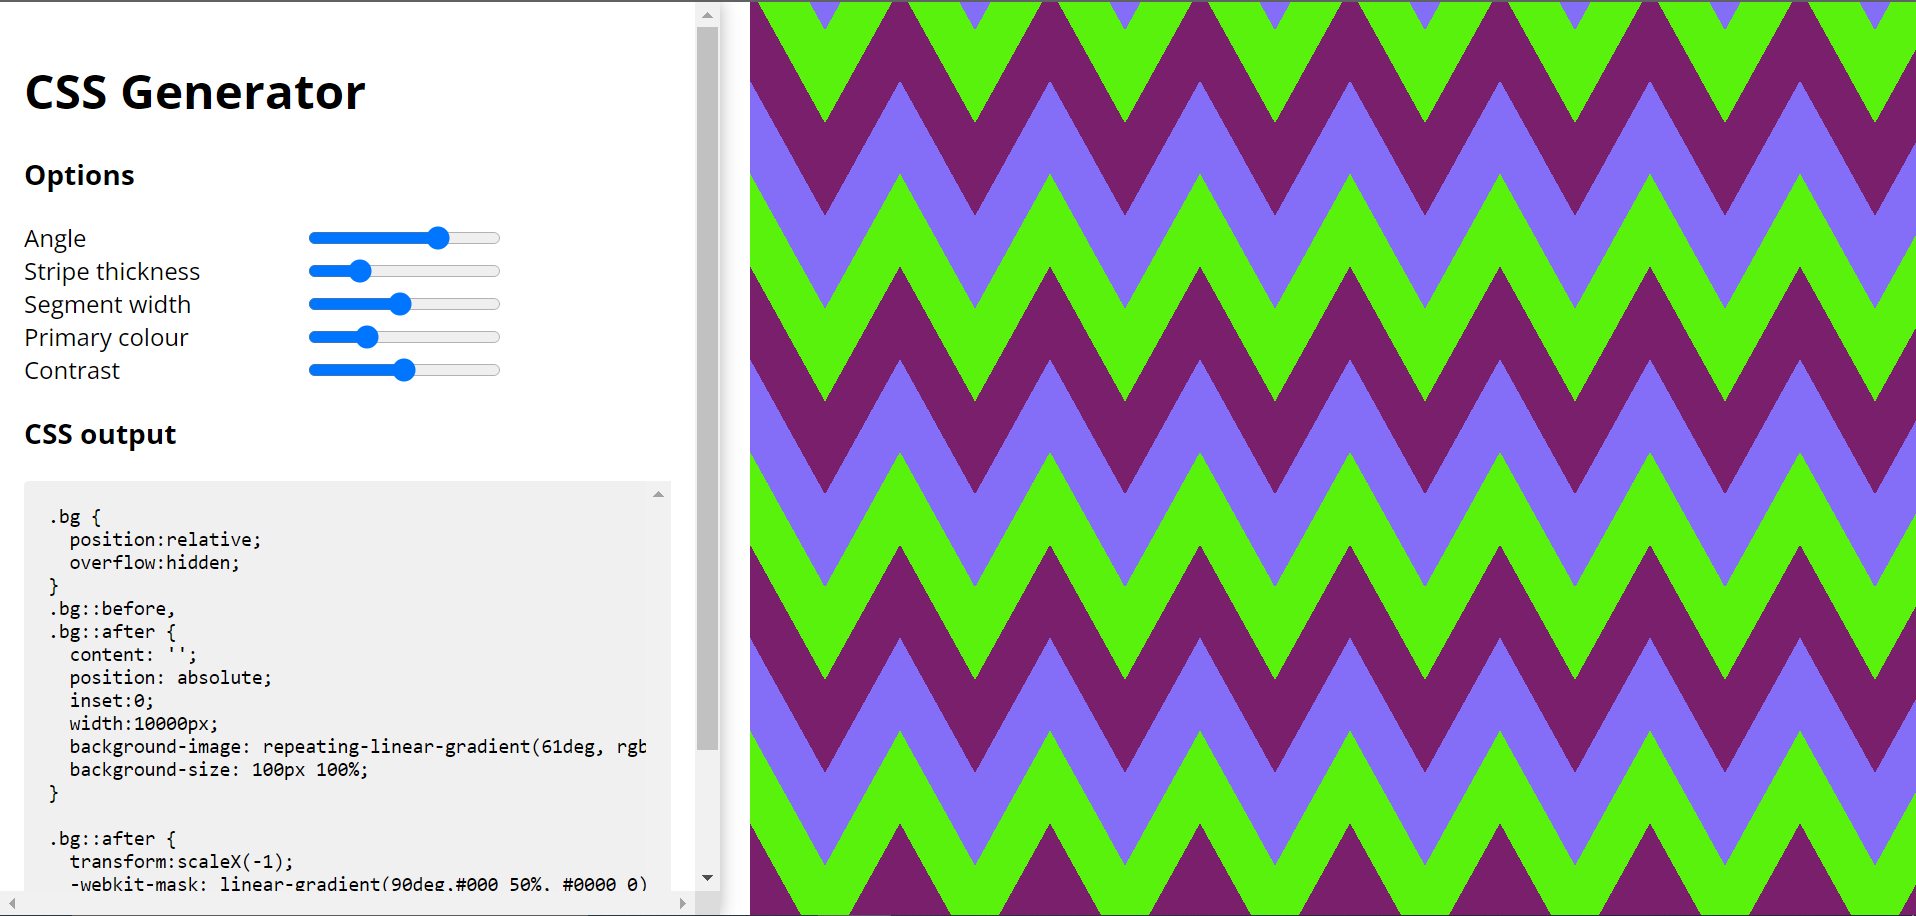 CSS Generator
Options
Angle
Stripe thickness
Segment width
Primary colour
Contrast
CSS output
.bg {
  position:relative;
  overflow:hidden;
}
.bg::before,
.bg::after {
  content: '';
  position: absolute;
  inset:0;
  width:10000px;
  background-image: repeating-linear-gradient(61deg, rgb
  background-size: 100px 100%;
}
.bg::after {
  transform:scaleX(-1);
  -webkit-mask: linear-gradient(90deg,#000 50%, #0000 0)